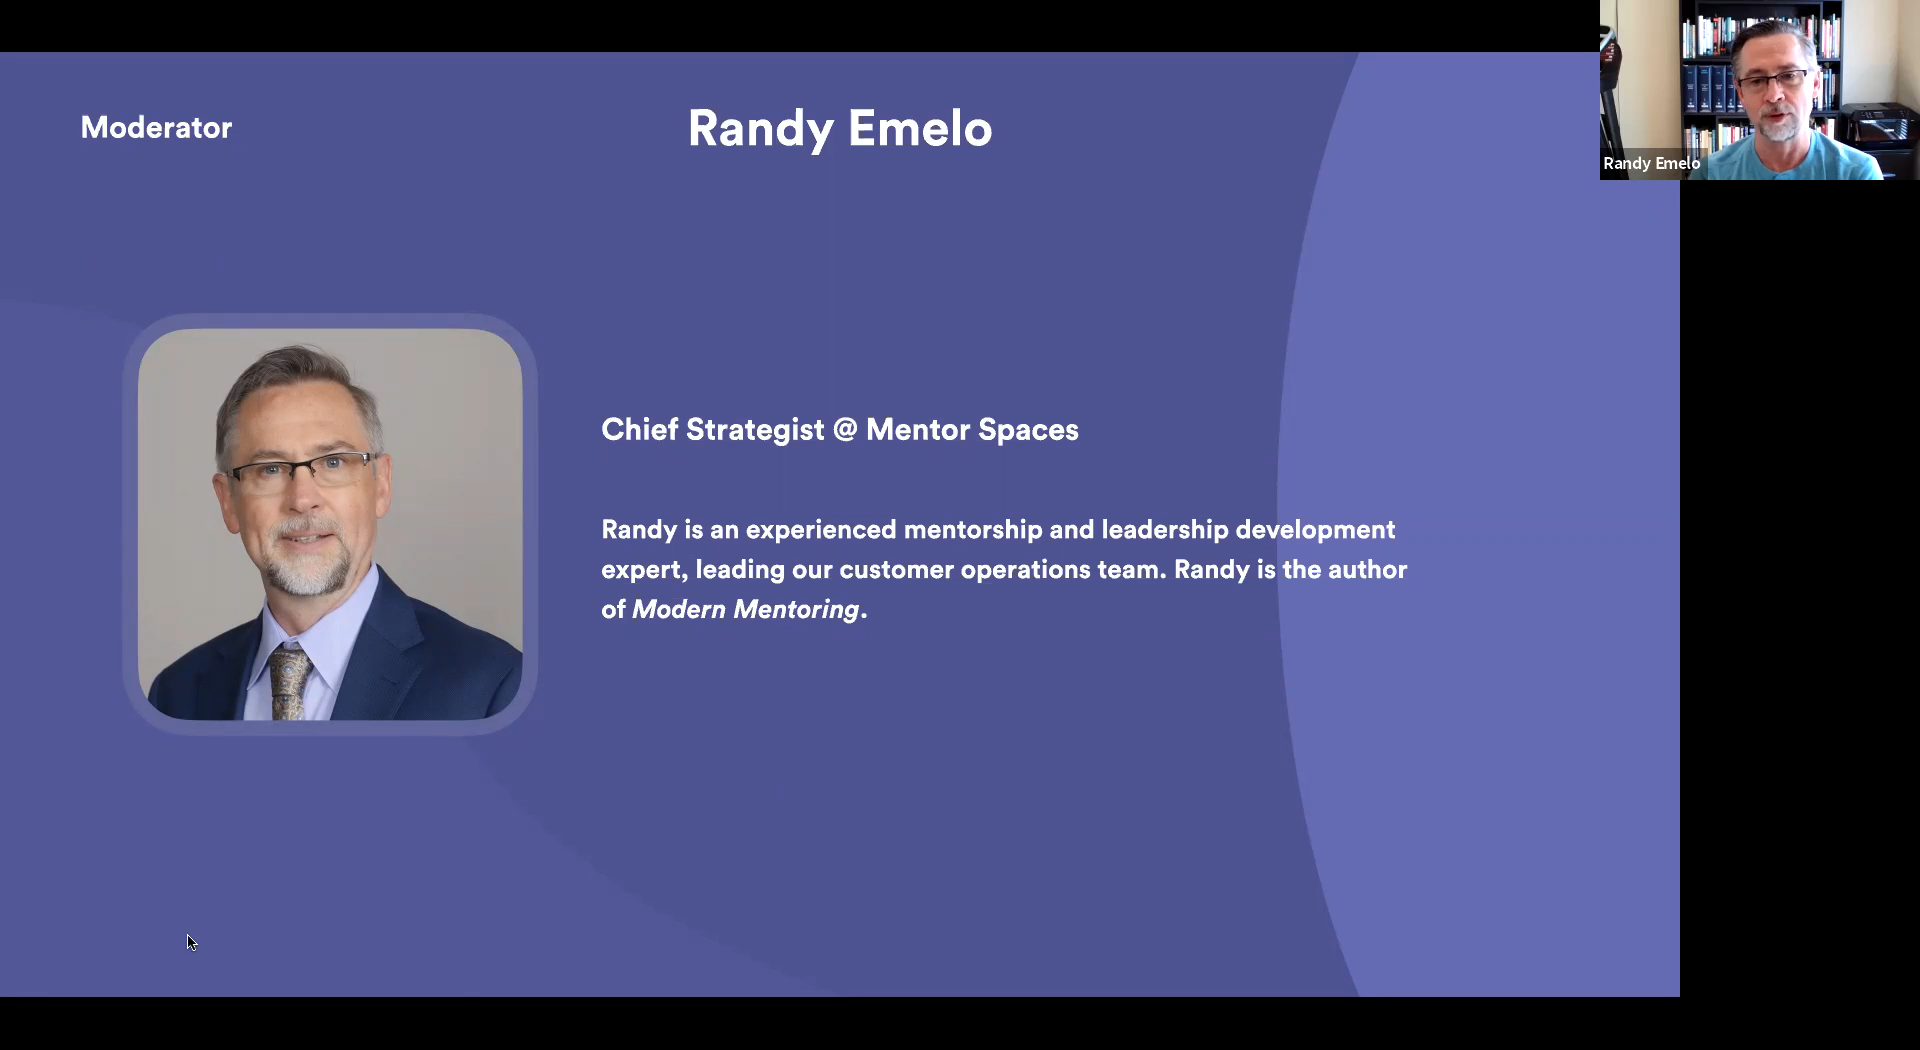 Moderator
Randy Emelo
Randy Emelo
Chief Strategist @ Mentor Spaces
Randy is an experienced mentorship and leadership development
expert, leading our customer operations team. Randy is the author
of Modern Mentoring.